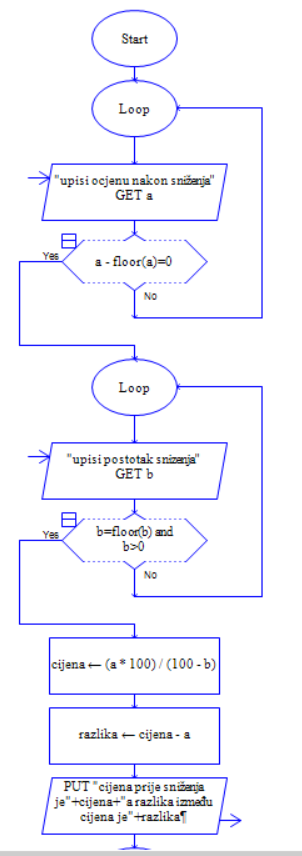 Start
Loop
"upisi ocjenu nakon sniženja"
GET a
Yes
a - floor(a)=0
No
Loop
"upisi postotak snizenja"
GET b
Yes
b=floor(b) and
b>0
No
cijena ← (a * 100) / (100 - b)
razlika ← cijena - a
PUT "cijena prije sniženja
je"+cijena+"a razlika između
cijena je"+razlika¶